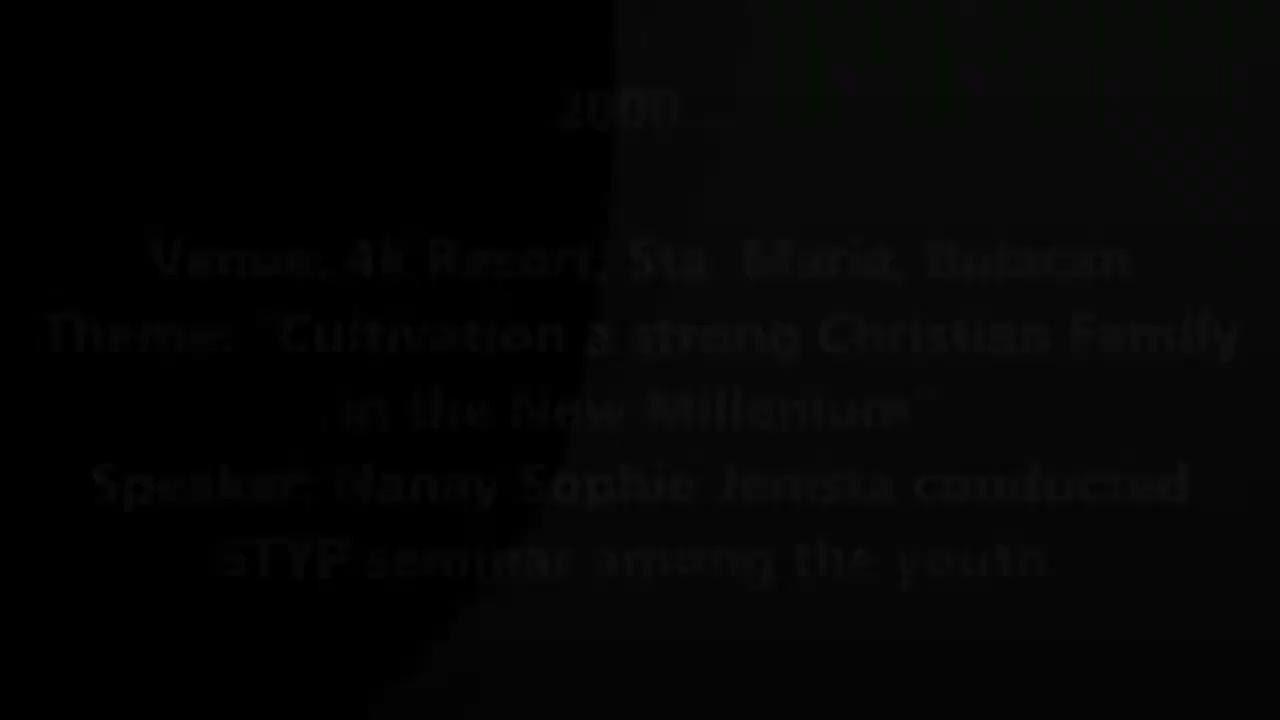 2000....
Venue: 4k Resort, Sta. Maria, Bulacan
Theme: "Cultivation a strong Christian Family
in the New Millenium"
Speaker: Nanny Sophie conducted
STYP seminar among the youth